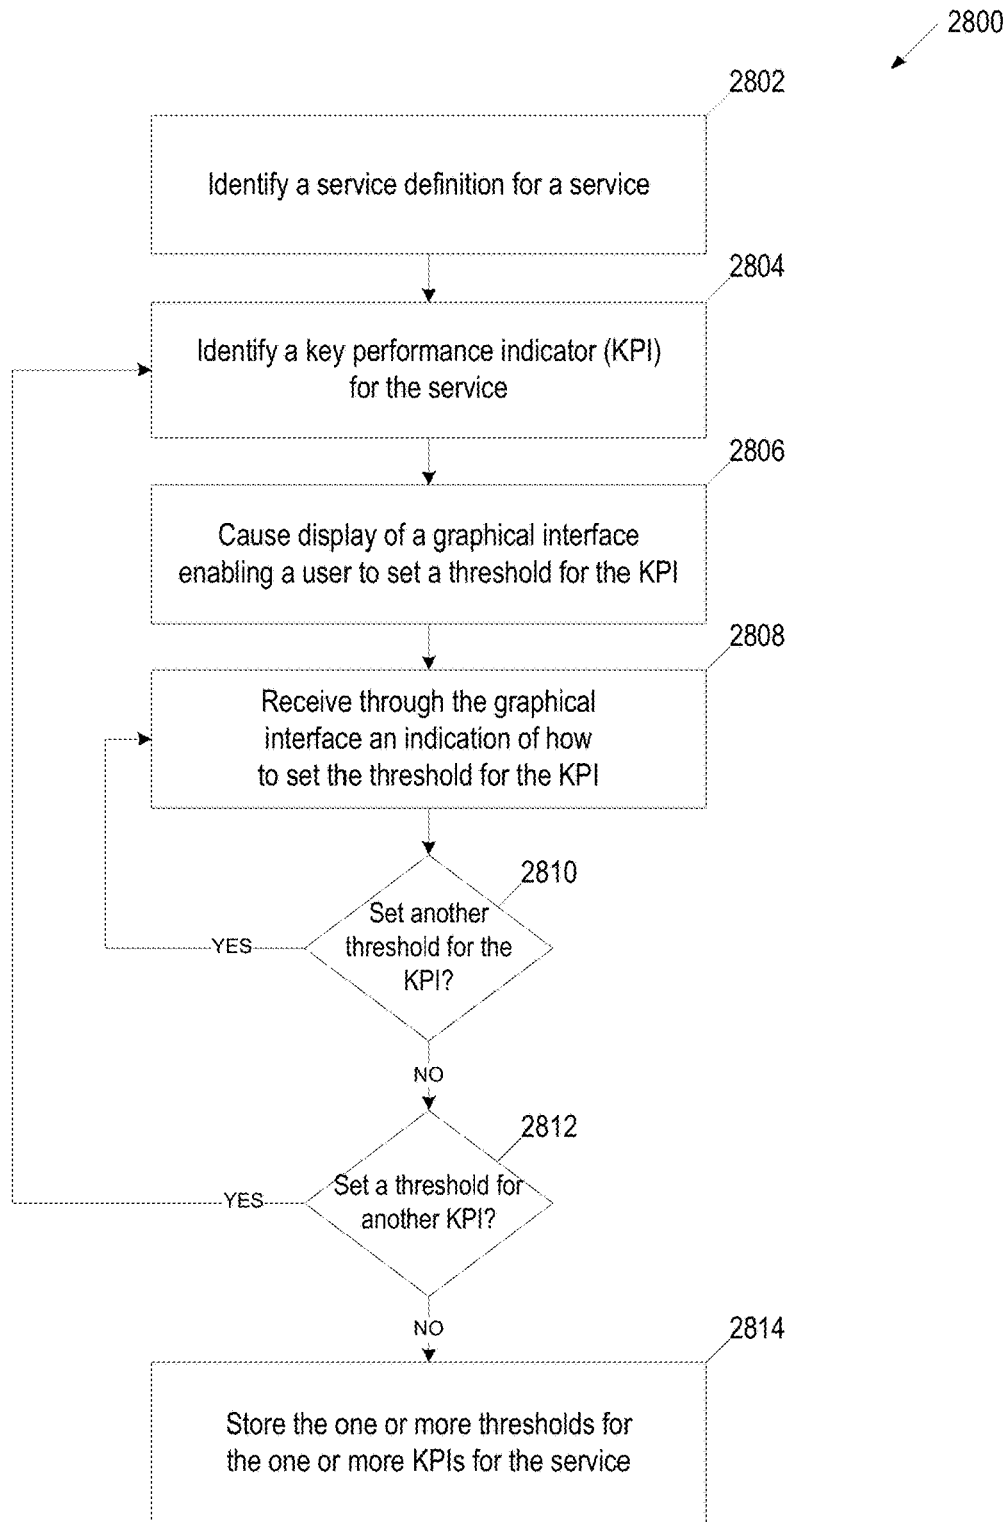 2800
2802
Identify a service definition for a service
2804
Identify a key performance indicator (KPI)
for the service
2806
Cause display of a graphical interface
enabling a user to set a threshold for the KPI
2808
Receive through the graphical
interface an indication of how
to set the threshold for the KPI
2810
Set another
threshold for the
KPI?
YES
NO
2812
Set a threshold for
another KPI?
YES
NO
2814
Store the one or more thresholds for
the one or more KPIs for the service